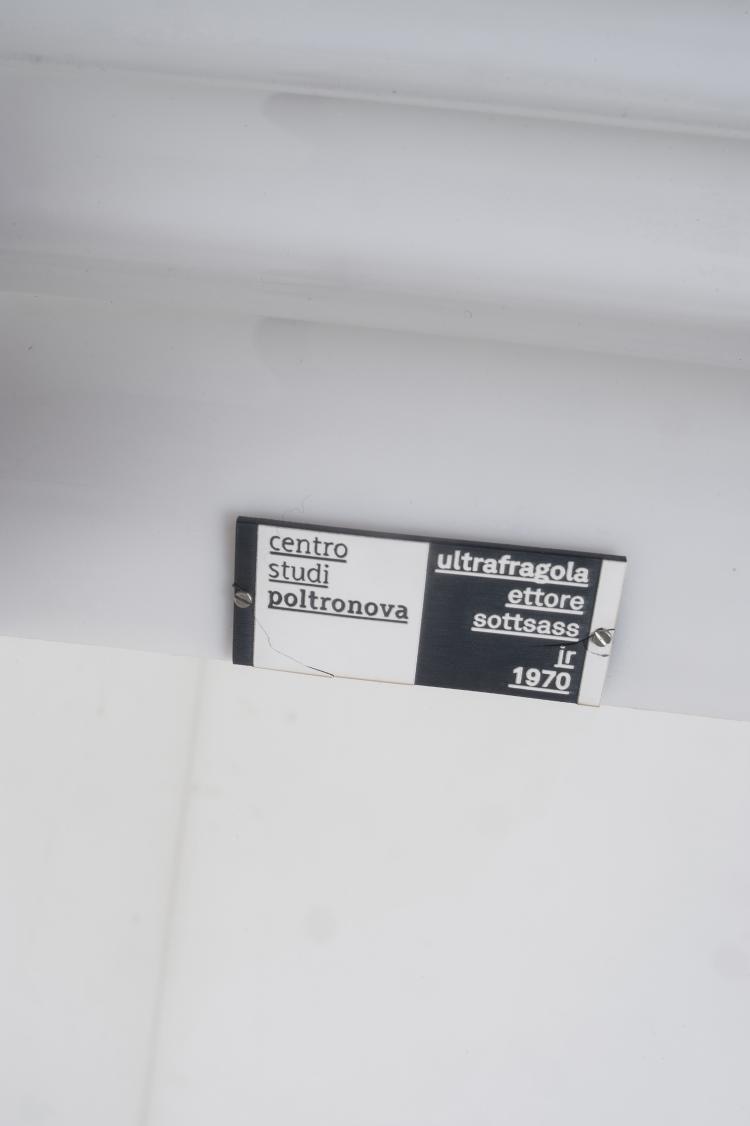 centro
studi
poltronova
ultrafragola
ettore
sottsass
jr
1970